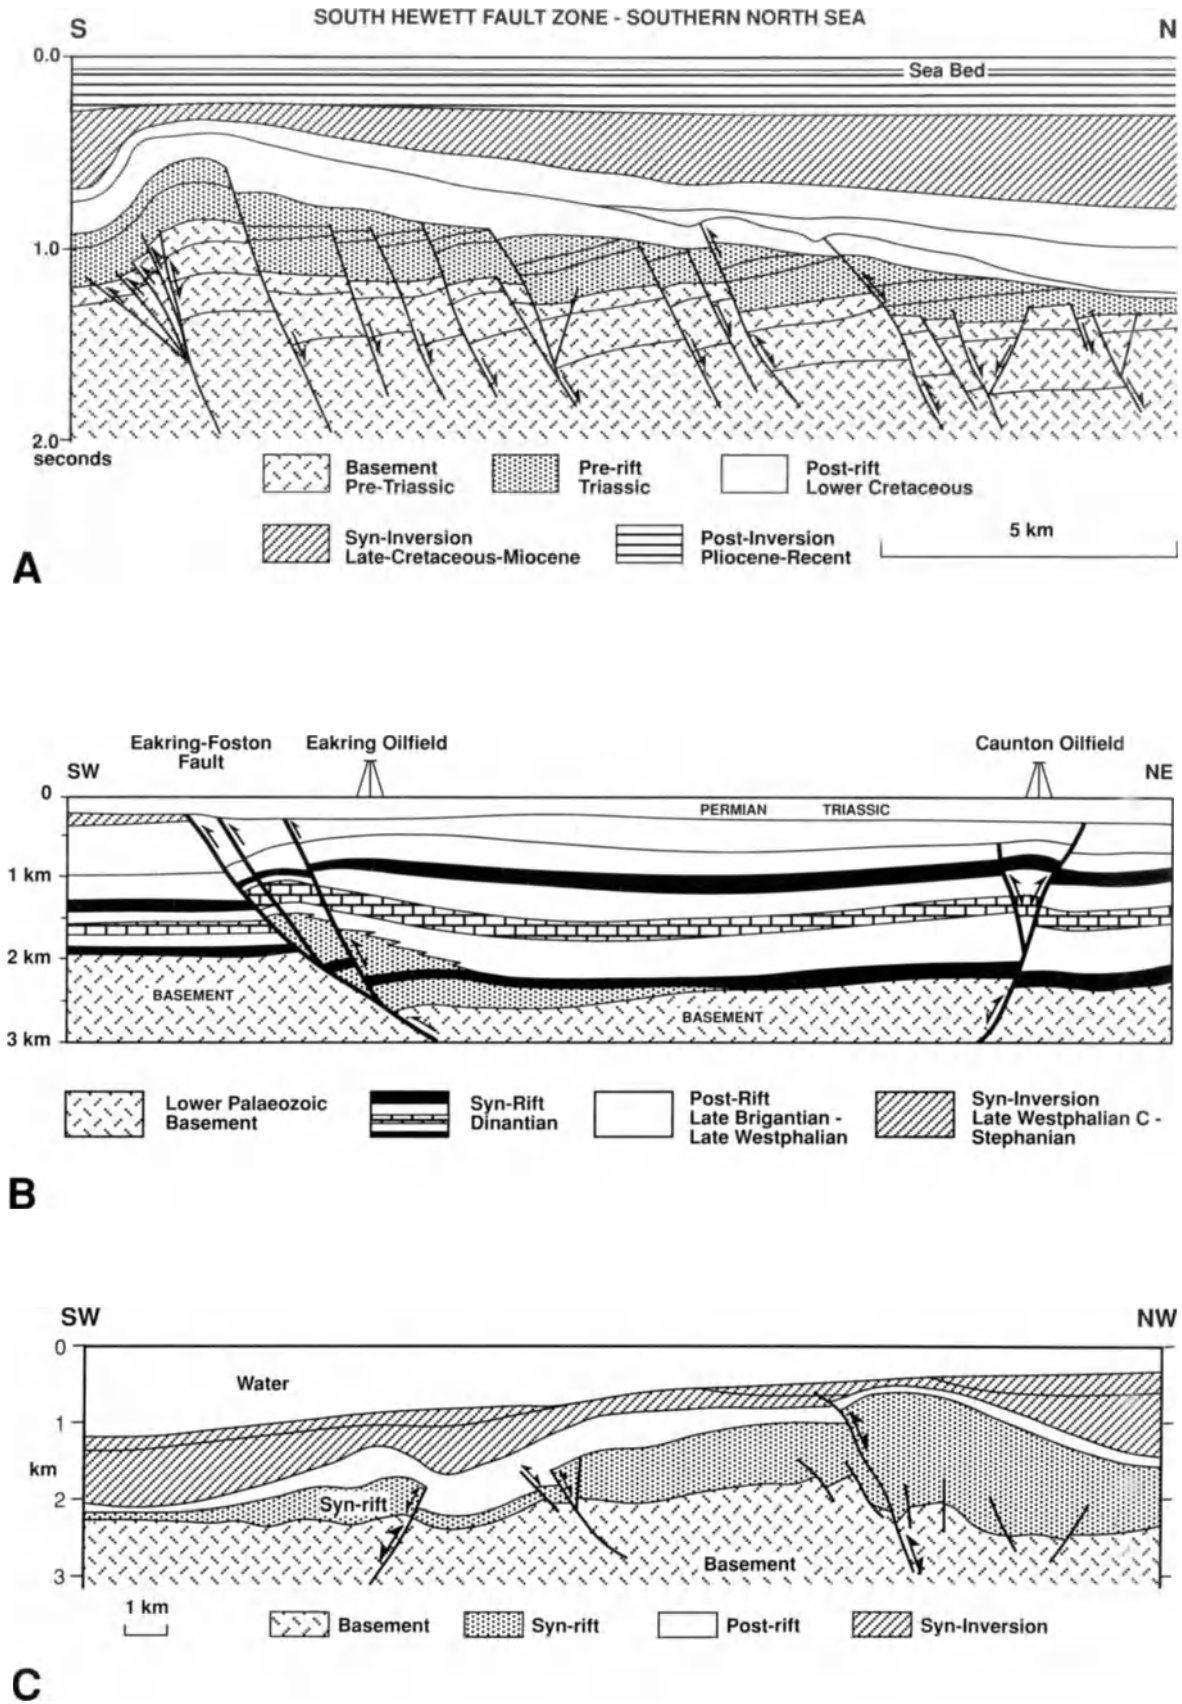 SOUTH HEWETT FAULT ZONE - SOUTHERN NORTH SEA
S
N
0.0
Sea Bed
1.0
2.0
seconds
Basement
Pre-Triassic
Pre-rift
Triassic
Post-rift
Lower Cretaceous
Syn-Inversion
Late-Cretaceous-Miocene
Post-Inversion
Pliocene-Recent
5 km
A
Eakring-Foston
Fault
Eakring Oilfield
Caunton Oilfield
SW
NE
0
PERMIAN TRIASSIC
1 km
2 km
BASEMENT
BASEMENT
3 km
Lower Palaeozoic
Basement
Syn-Rift
Dinantian
Post-Rift
Late Brigantian -
Late Westphalian
Syn-Inversion
Late Westphalian C -
Stephanian
B
SW
NW
0
Water
1
km
2
Syn-rift
Basement
3
1 km
Basement
Syn-rift
Post-rift
Syn-Inversion
C